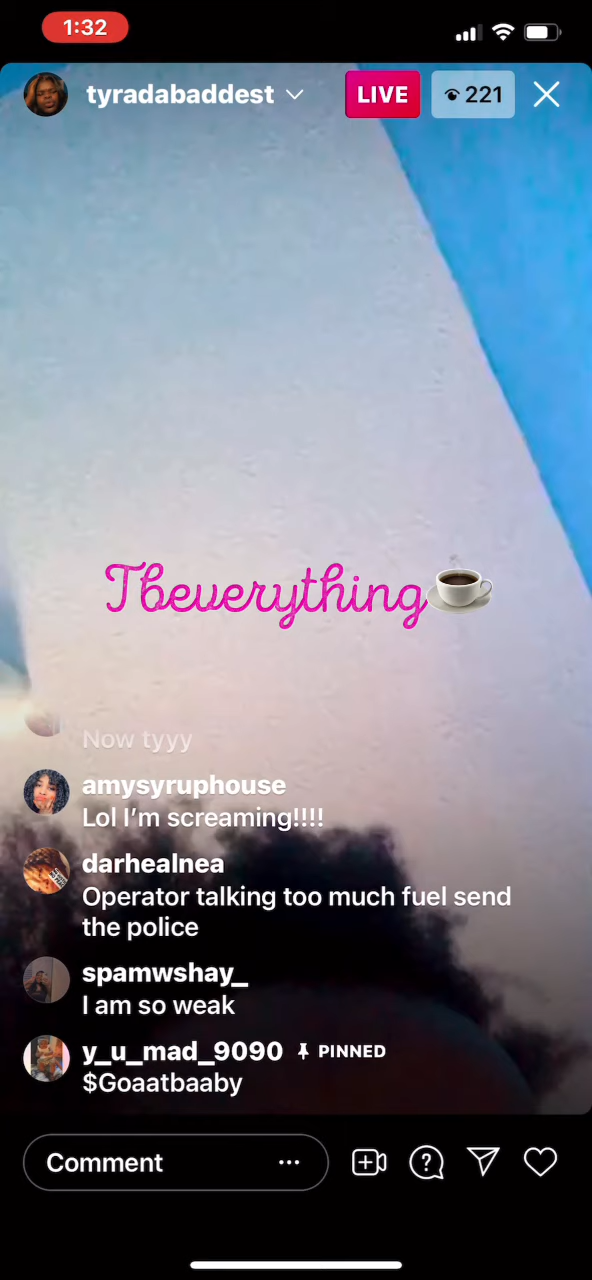 1:32
tyradabaddest
LIVE
221
Tbeverything
Now tyyy
amysyruphouse
Lol I’m screaming!!!!
darhealnea
Operator talking too much fuel send
the police
spamwshay_
I am so weak
y_u_mad_9090 PINNED
$Goaatbaaby
Comment